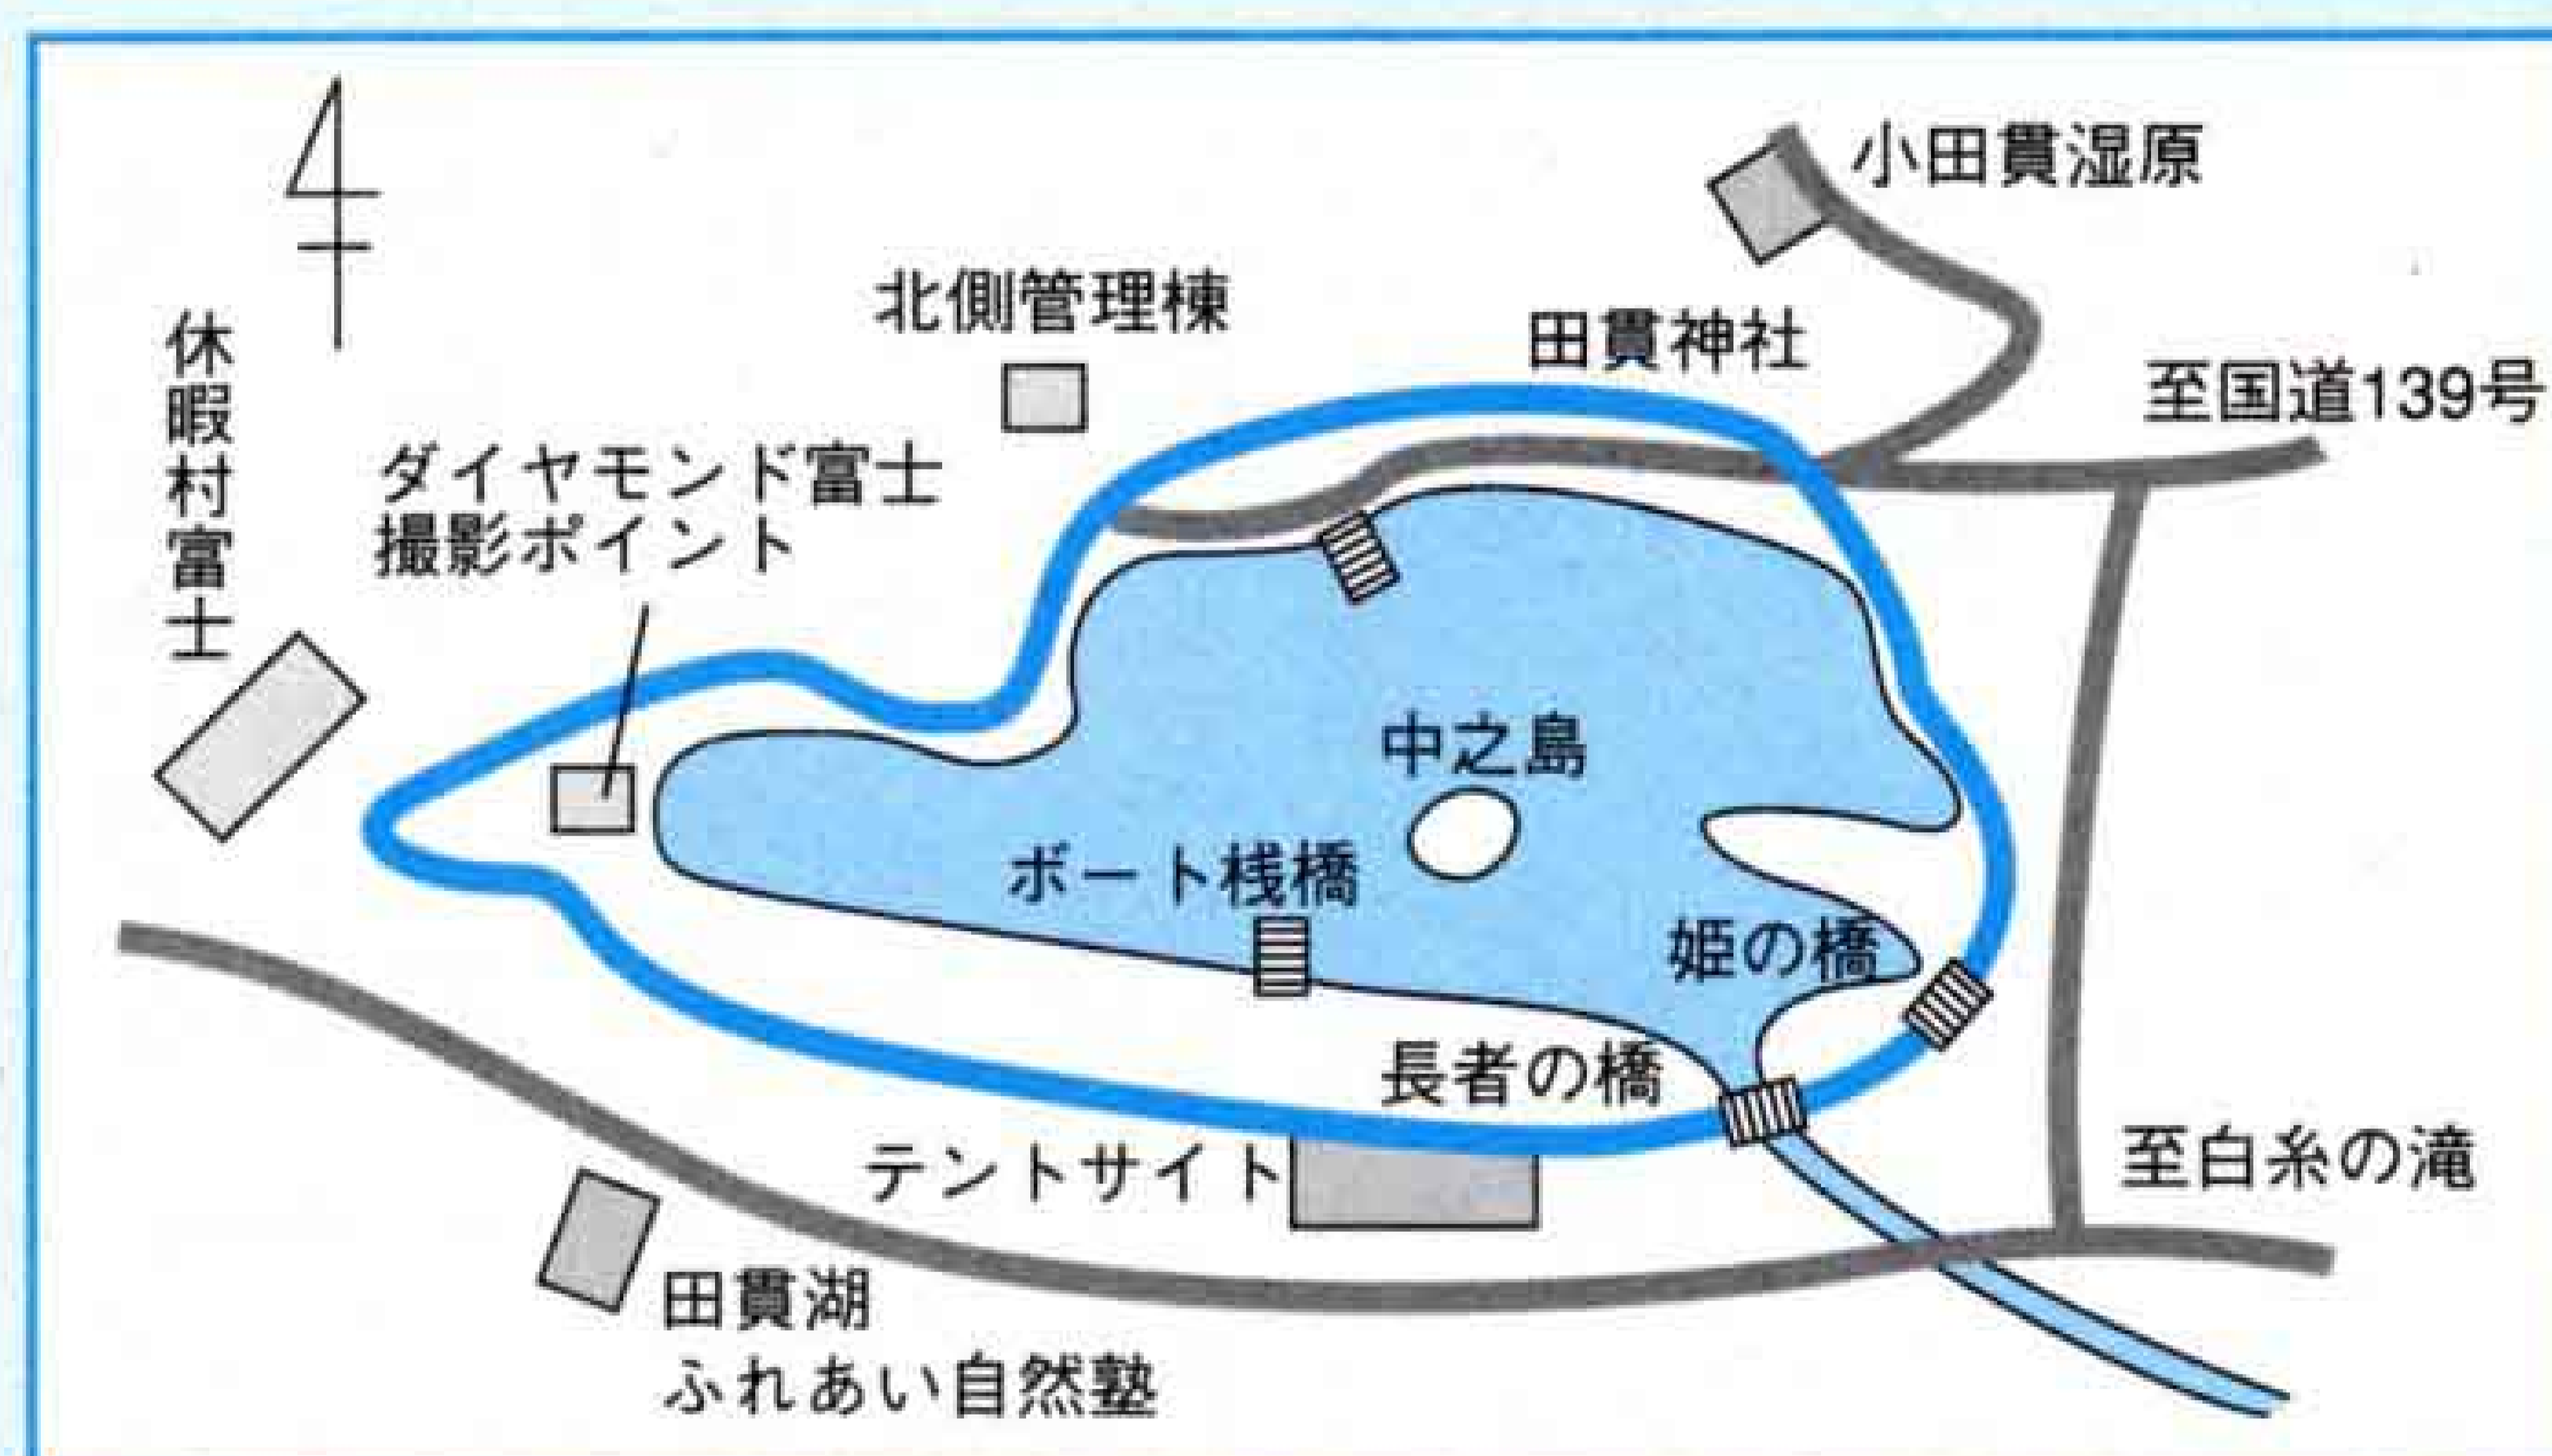 小田貫湿原
北側管理棟
田貫神社
至国道139号
休暇村富士
ダイヤモンド富士
撮影ポイント
中之島
ボート桟橋
姫の橋
長者の橋
テントサイト
至白糸の滝
田貫湖
ふれあい自然塾